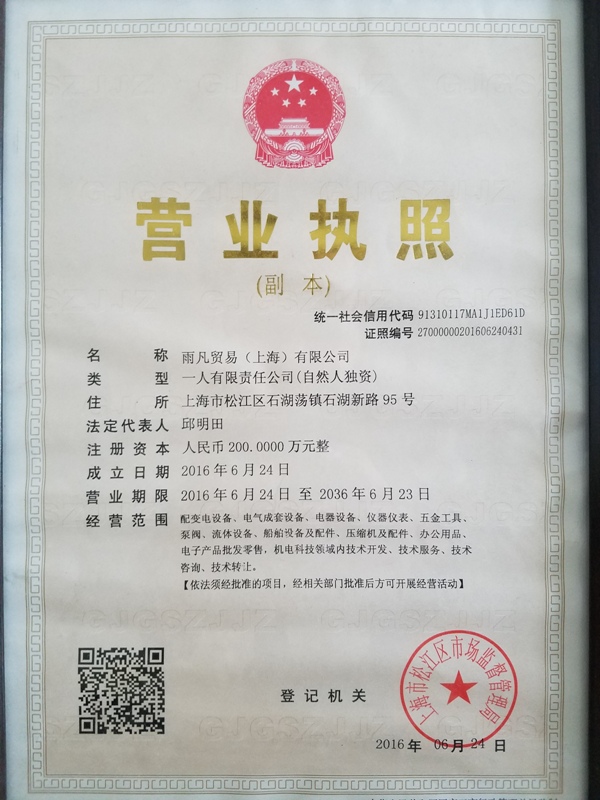 营业执照
(副本)
统一社会信用代码 91310117MA1J1ED61D
证照编号 27000000201606240431
名称 雨凡贸易（上海）有限公司
类型 一人有限责任公司(自然人独资)
住所 上海市松江区石湖荡镇石湖新路95号
法定代表人 邱明田
注册资本 人民币200.0000万元整
成立日期 2016年6月24日
营业期限 2016年6月24日 至 2036年6月23日
经营范围 配变电设备、电气成套设备、电器设备、仪器仪表、五金工具、
泵阀、流体设备、船舶设备及配件、压缩机及配件、办公用品、
电子产品批发零售，机电科技领域内技术开发、技术服务、技术
咨询、技术转让。
【依法须经批准的项目，经相关部门批准后方可开展经营活动】
登记机关
上海市松江区市场监督管理局
2016年 06月 24日